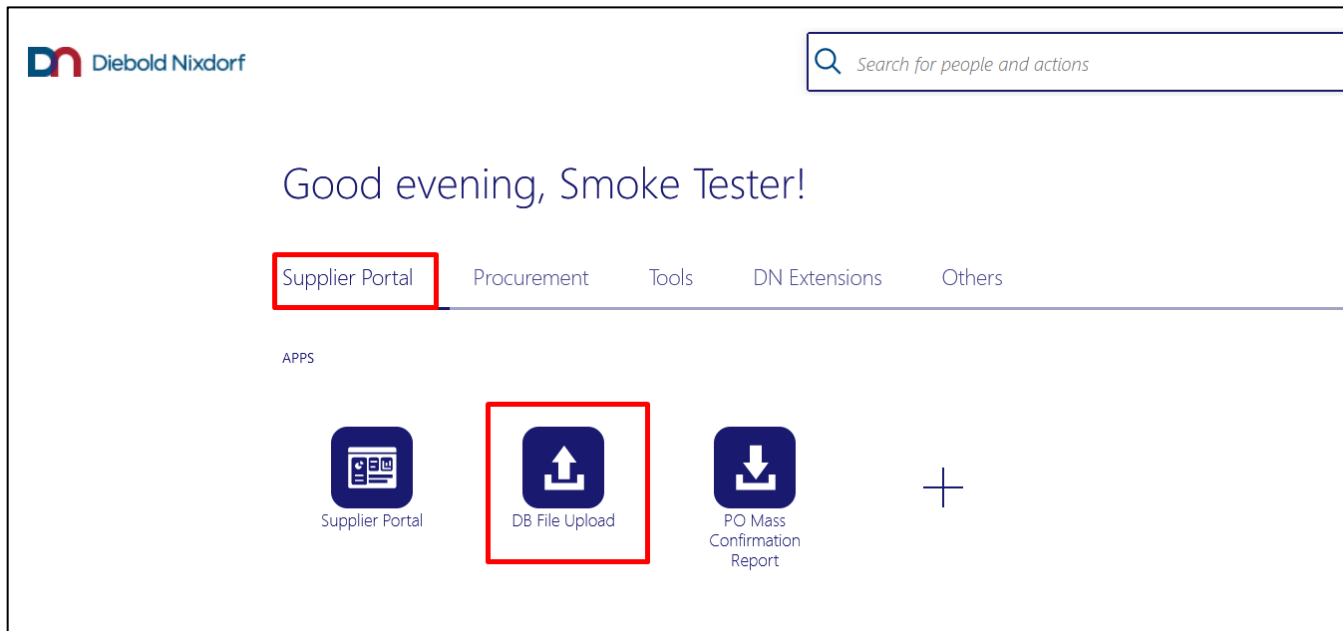 Diebold Nixdorf
Search for people and actions
Good evening, Smoke Tester!
Supplier Portal Procurement Tools DN Extensions Others
APPS
Supplier Portal
DB File Upload
PO Mass
Confirmation
Report